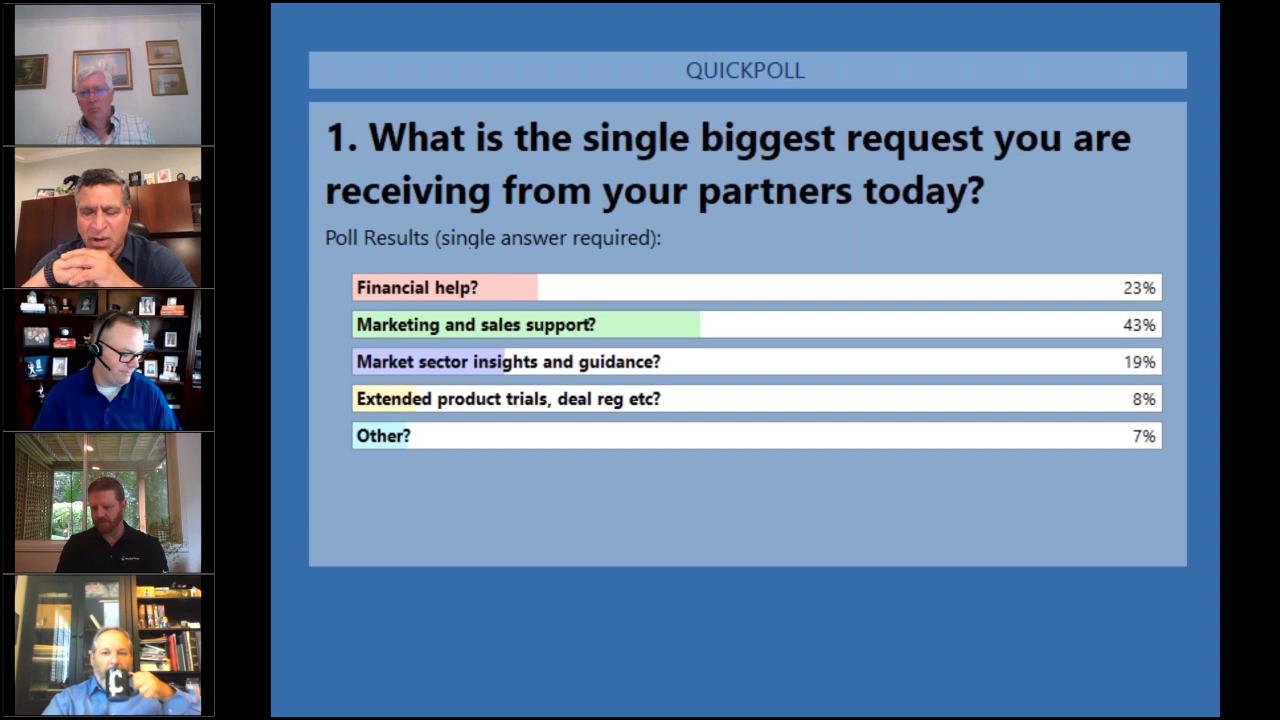 QUICKPOLL
1. What is the single biggest request you are
receiving from your partners today?
Poll Results (single answer required):
Financial help? 23%
Marketing and sales support? 43%
Market sector insights and guidance? 19%
Extended product trials, deal reg etc? 8%
Other? 7%
C